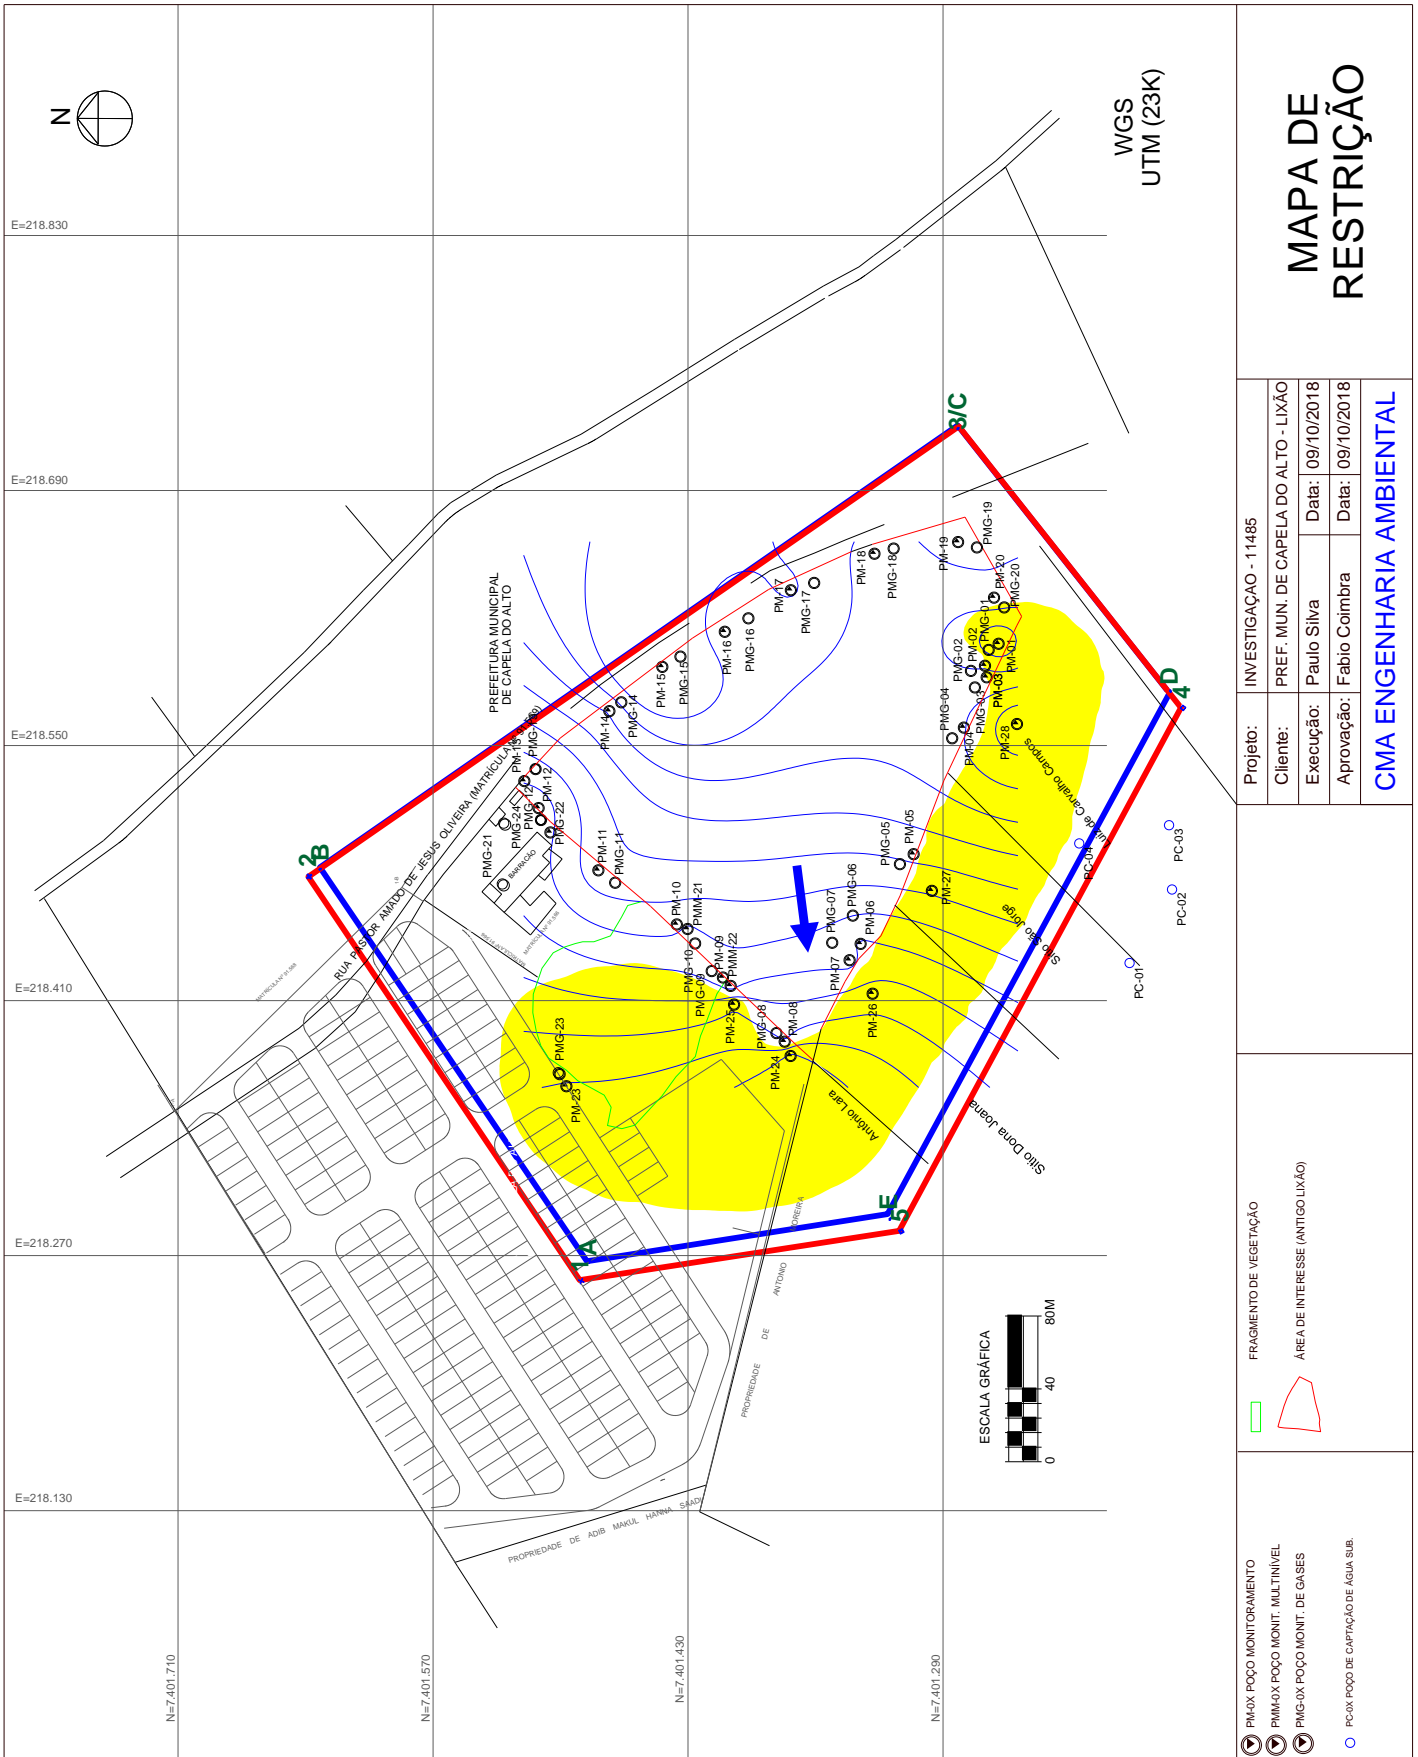 N
WGS
UTM (23K)
E=218.830
E=218.690
E=218.550
E=218.410
E=218.270
E=218.130
N=7.401.710
N=7.401.570
N=7.401.430
N=7.401.290
PREFEITURA MUNICIPAL
DE CAPELA DO ALTO
RUA PASTOR AMADO DE JESUS OLIVEIRA (MATRÍCULA
BARRACÃO
2
B
3/C
D
4
E
5
1
A
PMG-21
PMG-24
PMG-12
PM-12
PMG-22
PM-11
PMG-11
PM-10
PMM-21
PMG-10
PMG-09
PM-09
PMM-22
PM-25
PMG-08
PM-08
PM-24
PMG-23
PM-23
PM-14
PMG-14
PM-15
PMG-15
PM-16
PMG-16
PM-17
PMG-17
PM-18
PMG-18
PM-19
PMG-19
PM-20
PMG-20
PMG-01
PM-01
PMG-02
PM-02
PMG-03
PM-03
PMG-04
PM-04
PM-28
PMG-05
PM-05
PM-27
PMG-06
PM-06
PMG-07
PM-07
PM-26
PC-01
PC-02
PC-03
PC-04
Luiz de Carvalho Campos
Sítio São Jorge
Sítio Dona Joana
Antônio Lara
PROPRIEDADE DE ANTONIO MOREIRA
PROPRIEDADE DE ADIB MAKUL HANNA SAADI
ESCALA GRÁFICA
0 40 80M
MAPA DE
RESTRIÇÃO
Projeto: INVESTIGAÇAO - 11485
Cliente: PREF. MUN. DE CAPELA DO ALTO - LIXÃO
Execução: Paulo Silva Data: 09/10/2018
Aprovação: Fabio Coimbra Data: 09/10/2018
CMA ENGENHARIA AMBIENTAL
FRAGMENTO DE VEGETAÇÃO
ÁREA DE INTERESSE (ANTIGO LIXÃO)
PM-0X POÇO MONITORAMENTO
PMM-0X POÇO MONIT. MULTINÍVEL
PMG-0X POÇO MONIT. DE GASES
PC-0X POÇO DE CAPTAÇÃO DE ÁGUA SUB.